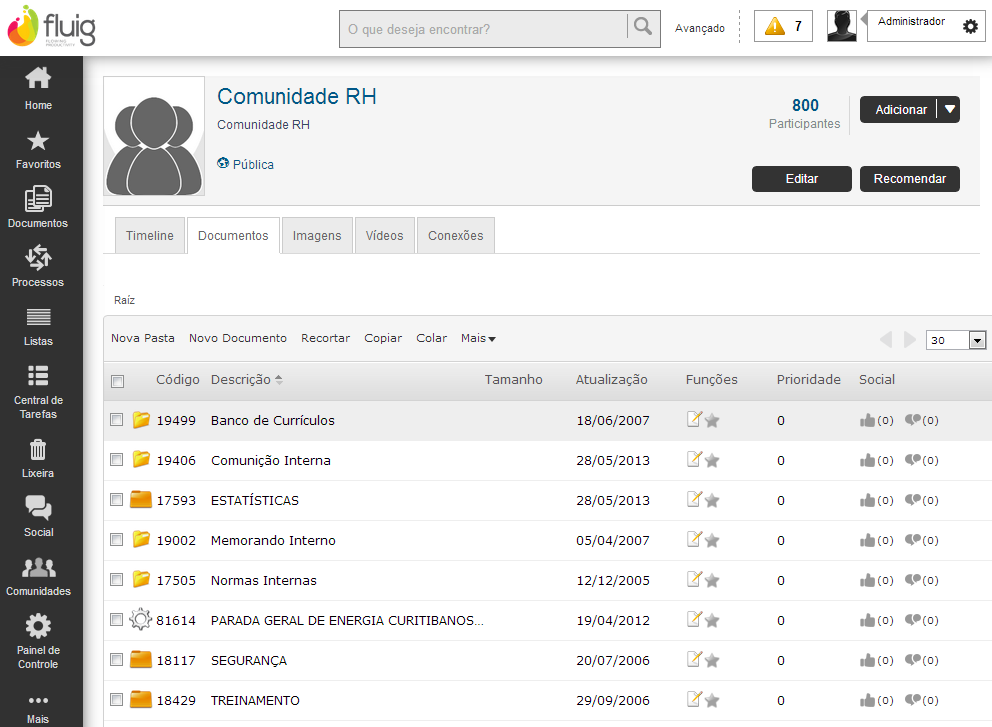 fluig
O que deseja encontrar?
Avançado
7
Administrador
Home
Favoritos
Documentos
Processos
Listas
Central de
Tarefas
Lixeira
Social
Comunidades
Painel de
Controle
Mais
Comunidade RH
Comunidade RH
Pública
800
Participantes
Adicionar
Editar
Recomendar
Timeline Documentos Imagens Vídeos Conexões
Raíz
Nova Pasta Novo Documento Recortar Copiar Colar Mais 30
Código Descrição Tamanho Atualização Funções Prioridade Social
19499 Banco de Currículos 18/06/2007 0 (0) (0)
19406 Comunição Interna 28/05/2013 0 (0) (0)
17593 ESTATÍSTICAS 28/05/2013 0 (0) (0)
19002 Memorando Interno 05/04/2007 0 (0) (0)
17505 Normas Internas 12/12/2005 0 (0) (0)
81614 PARADA GERAL DE ENERGIA CURITIBANOS... 19/04/2012 0 (0) (0)
18117 SEGURANÇA 20/07/2006 0 (0) (0)
18429 TREINAMENTO 29/09/2006 0 (0) (0)